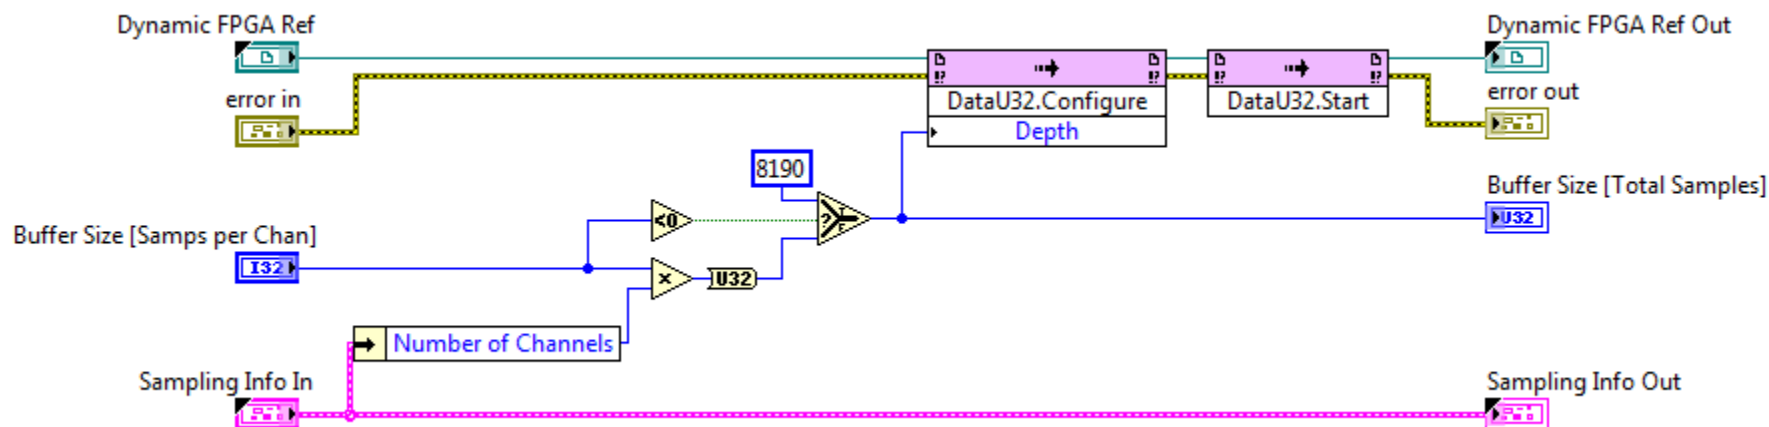 Dynamic FPGA Ref
Dynamic FPGA Ref Out
error in
DataU32.Configure
DataU32.Start
error out
Depth
8190
<0
?
T
F
Buffer Size [Total Samples]
U32
Buffer Size [Samps per Chan]
I32
x
U32
Number of Channels
Sampling Info In
Sampling Info Out